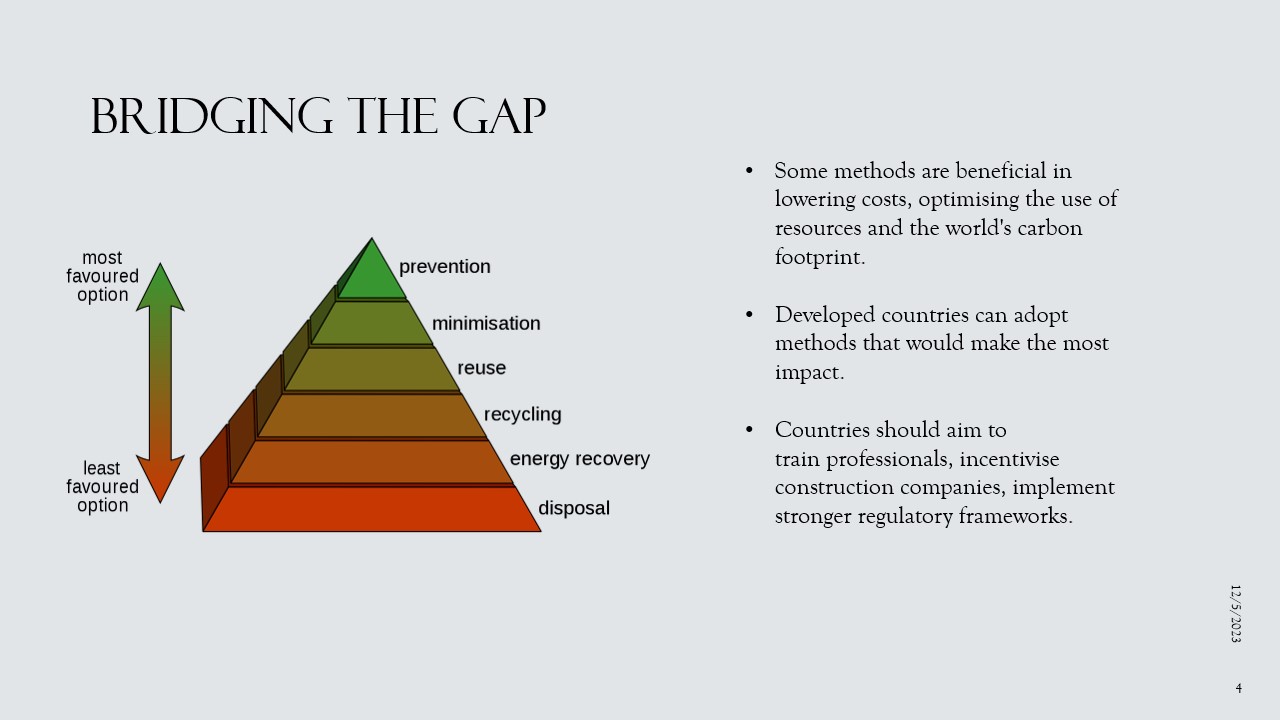 BRIDGING THE GAP
most
favoured
option
least
favoured
option
prevention
minimisation
reuse
recycling
energy recovery
disposal
• Some methods are beneficial in
lowering costs, optimising the use of
resources and the world's carbon
footprint.
• Developed countries can adopt
methods that would make the most
impact.
• Countries should aim to
train professionals, incentivise
construction companies, implement
stronger regulatory frameworks.
12/5/2023
4